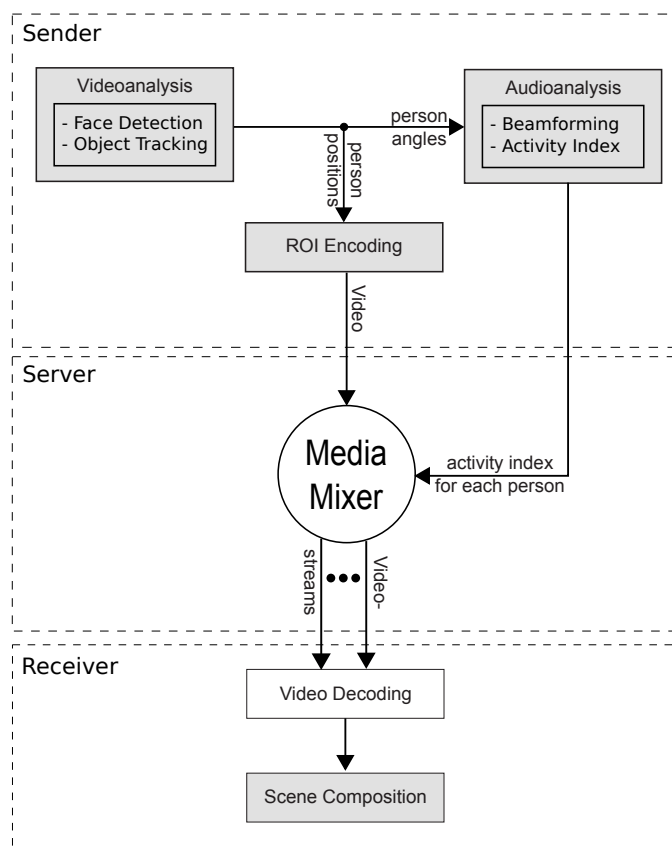 Sender
Videoanalysis
- Face Detection
- Object Tracking
person
angles
Audioanalysis
- Beamforming
- Activity Index
person
positions
ROI Encoding
Video
Server
Media
Mixer
activity index
for each person
Video-
streams
Receiver
Video Decoding
Scene Composition